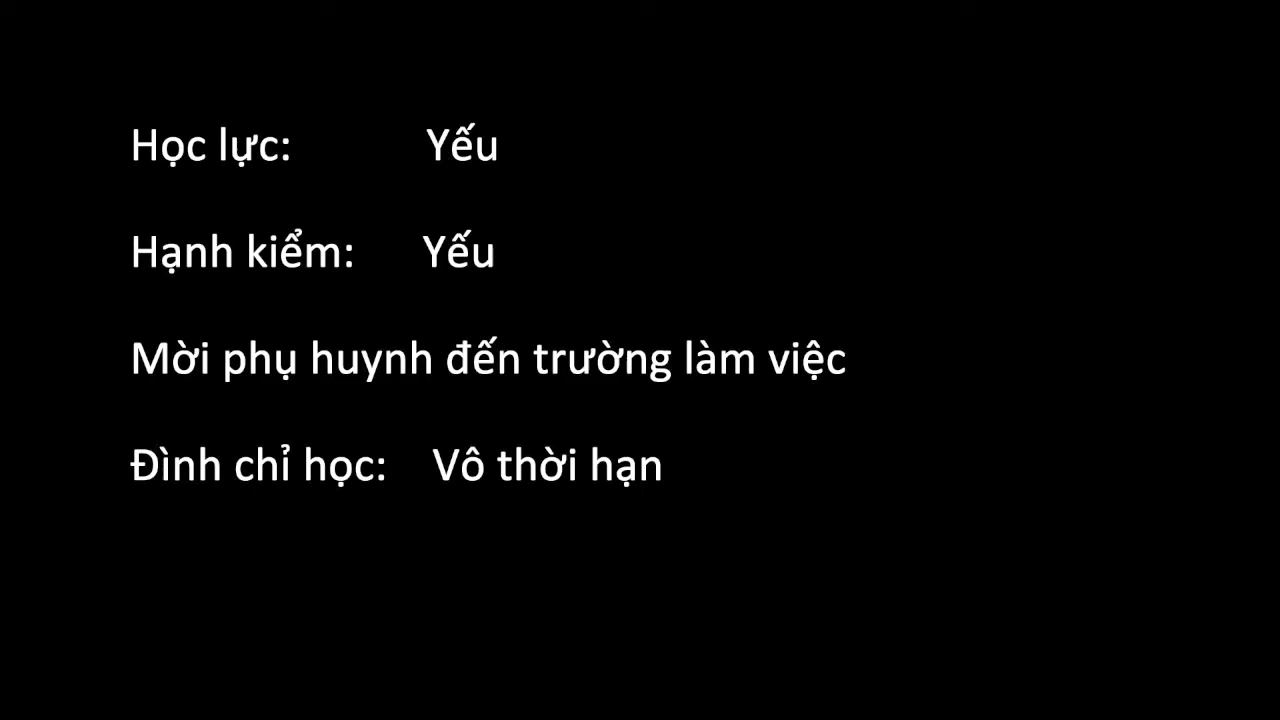 Học lực: Yếu
Hạnh kiểm: Yếu
Mời phụ huynh đến trường làm việc
Đình chỉ học: Vô thời hạn